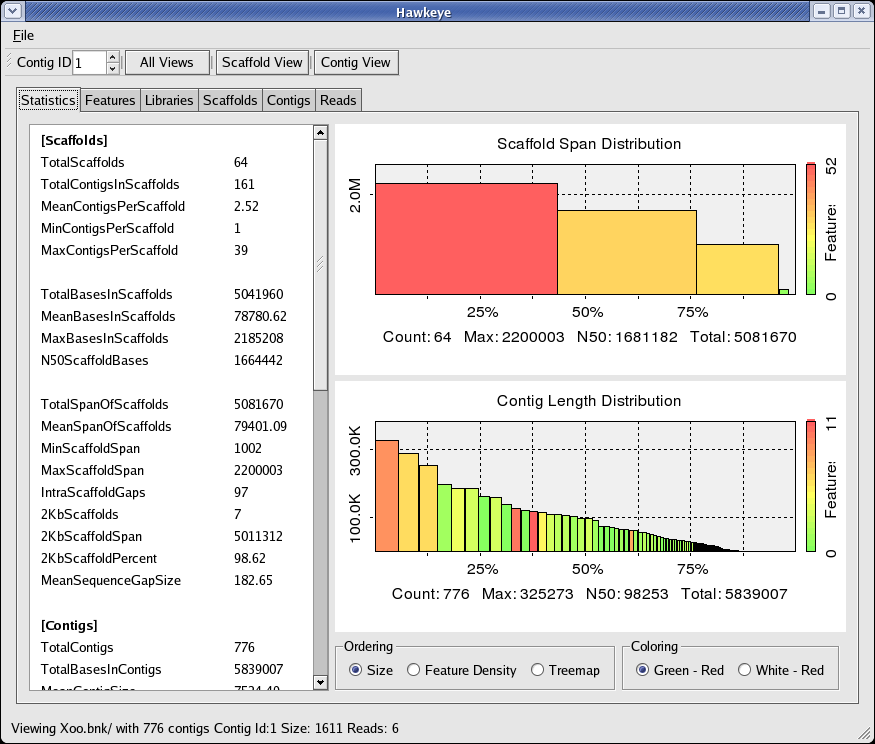 Hawkeye
File
Contig ID 1 All Views Scaffold View Contig View
Statistics Features Libraries Scaffolds Contigs Reads
[Scaffolds]
TotalScaffolds 64
TotalContigsInScaffolds 161
MeanContigsPerScaffold 2.52
MinContigsPerScaffold 1
MaxContigsPerScaffold 39
TotalBasesInScaffolds 5041960
MeanBasesInScaffolds 78780.62
MaxBasesInScaffolds 2185208
N50ScaffoldBases 1664442
TotalSpanOfScaffolds 5081670
MeanSpanOfScaffolds 79401.09
MinScaffoldSpan 1002
MaxScaffoldSpan 2200003
IntraScaffoldGaps 97
2KbScaffolds 7
2KbScaffoldSpan 5011312
2KbScaffoldPercent 98.62
MeanSequenceGapSize 182.65
[Contigs]
TotalContigs 776
TotalBasesInContigs 5839007
Scaffold Span Distribution
2.0M
25% 50% 75%
Count: 64 Max: 2200003 N50: 1681182 Total: 5081670
0 Features 52
Contig Length Distribution
100.0K 300.0K
25% 50% 75%
Count: 776 Max: 325273 N50: 98253 Total: 5839007
0 Features 11
Ordering
Size Feature Density Treemap
Coloring
Green - Red White - Red
Viewing Xoo.bnk/ with 776 contigs Contig Id:1 Size: 1611 Reads: 6